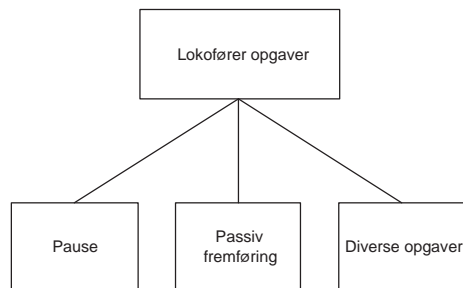 Lokofører opgaver
Pause
Passiv
fremføring
Diverse opgaver